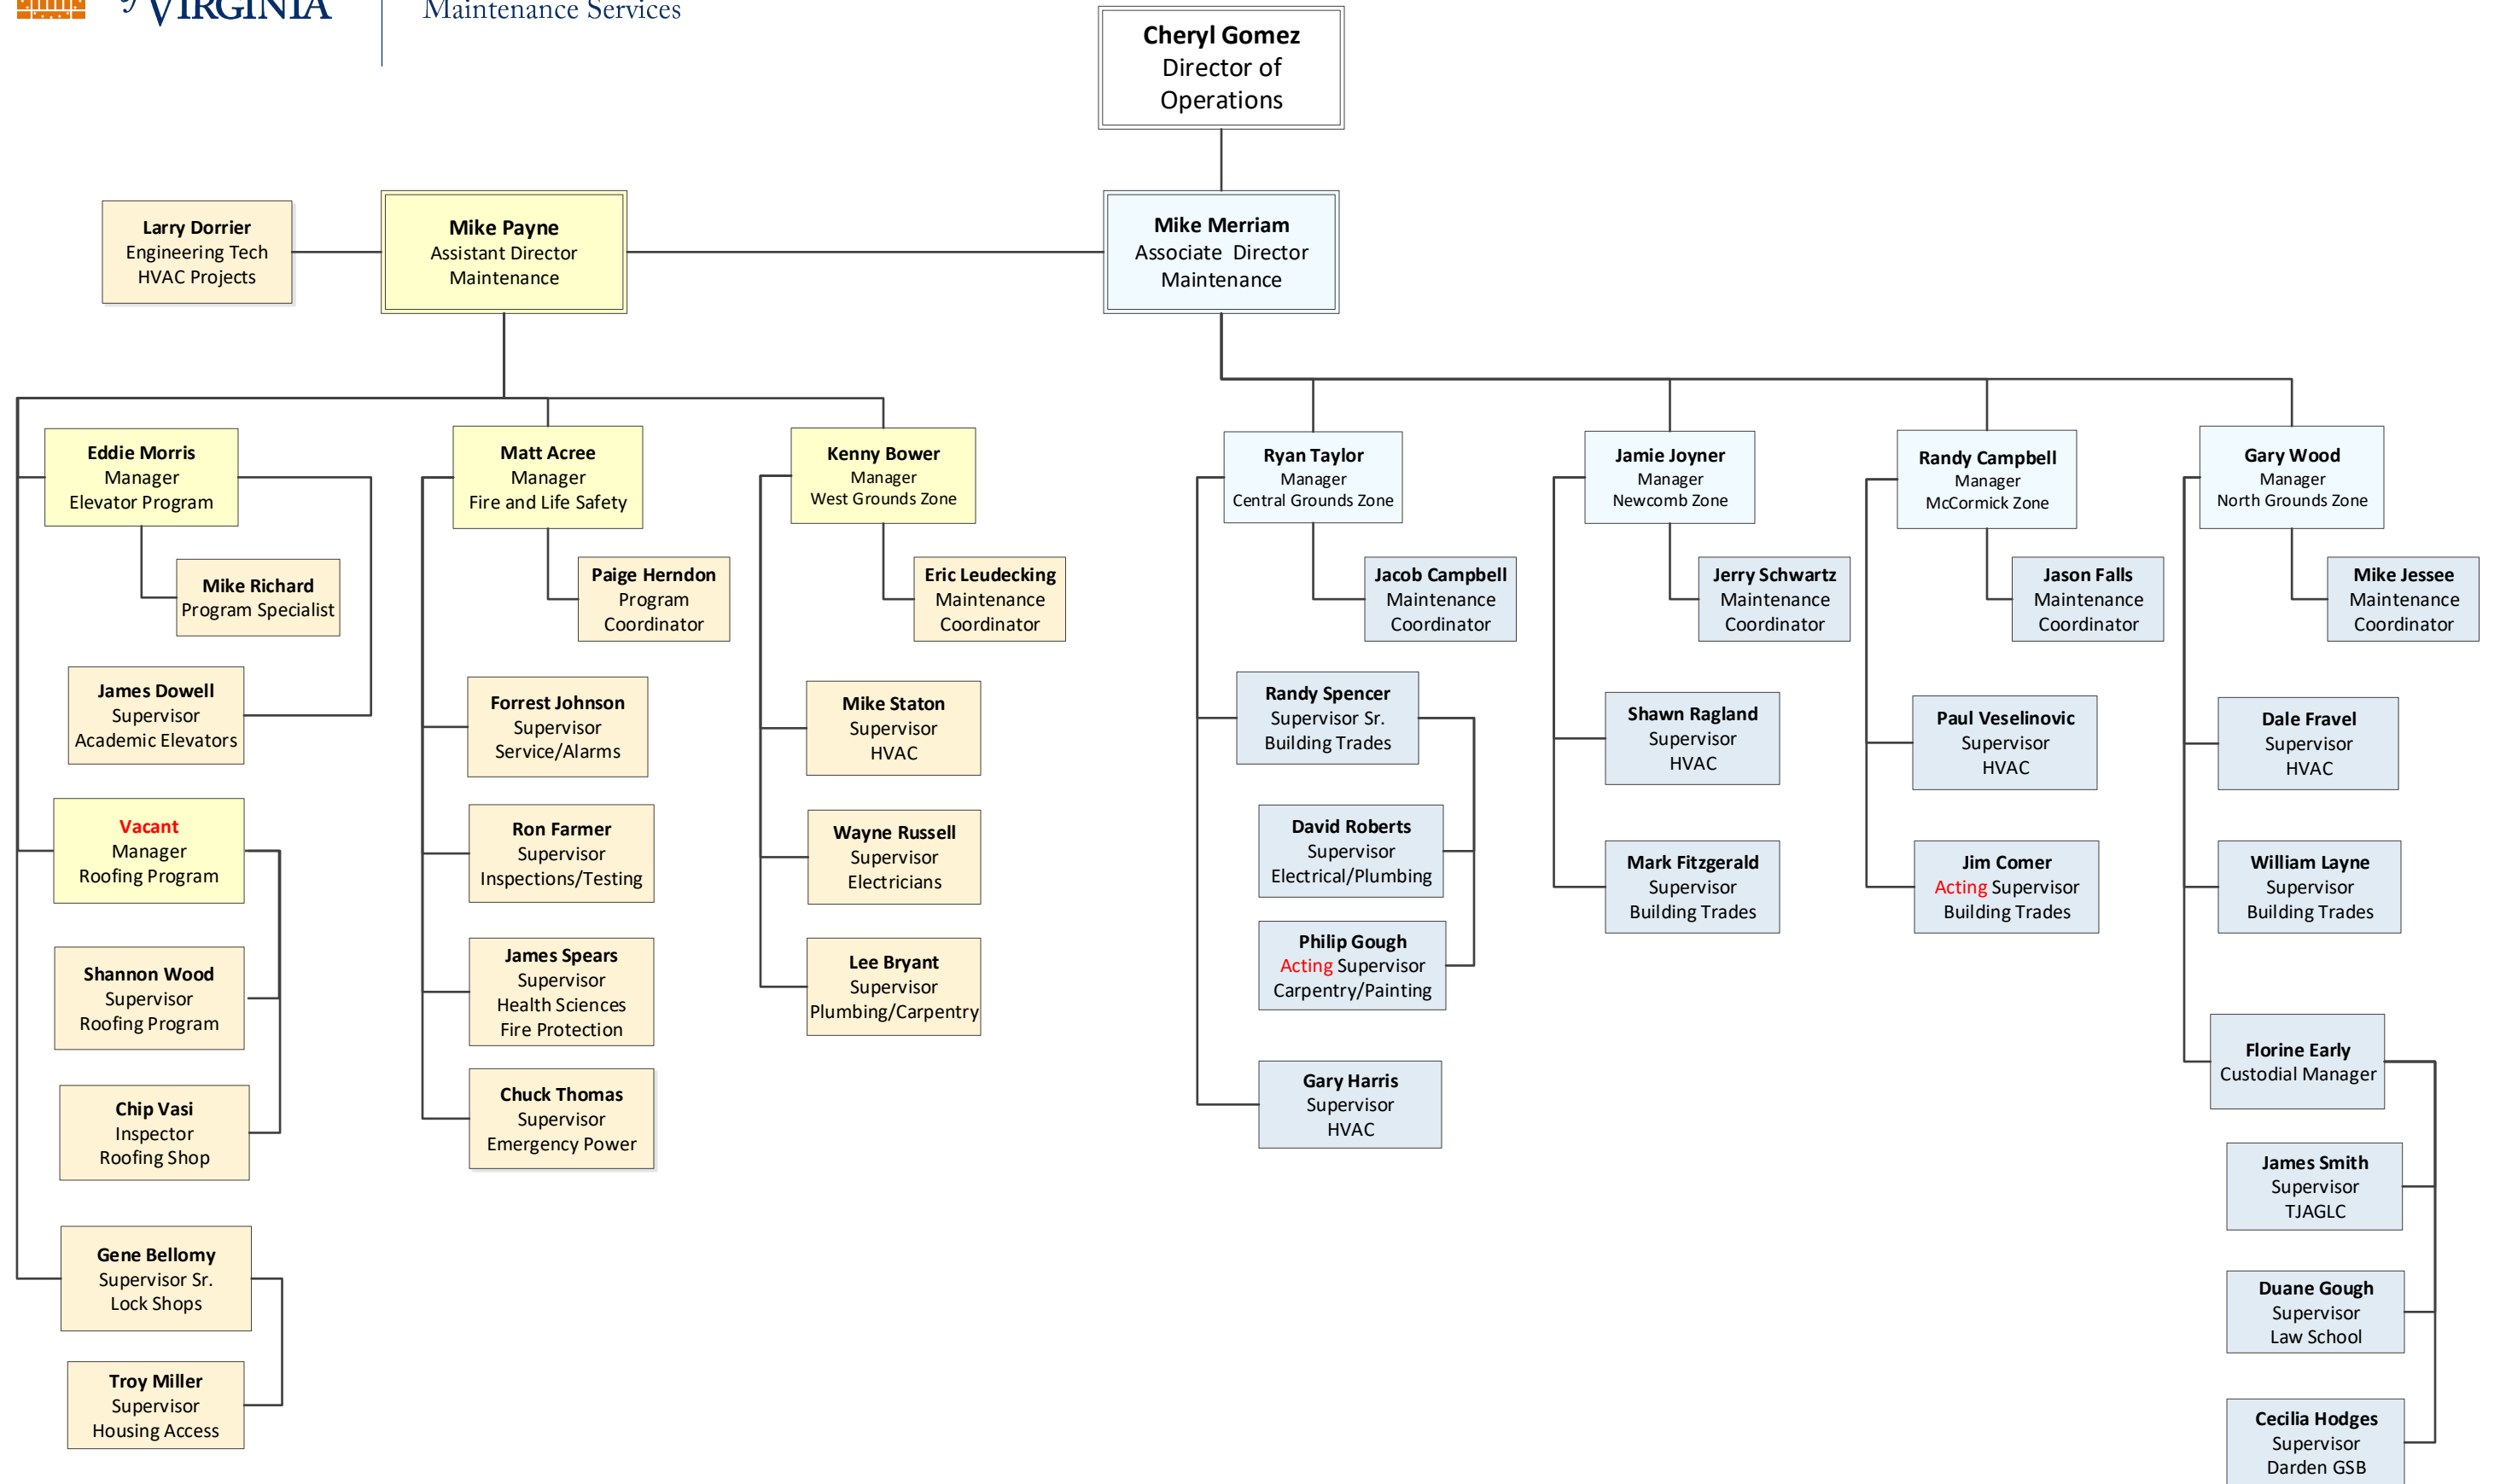 of VIRGINIA
Maintenance Services
Cheryl Gomez
Director of
Operations
Larry Dorrier
Engineering Tech
HVAC Projects
Mike Payne
Assistant Director
Maintenance
Mike Merriam
Associate Director
Maintenance
Eddie Morris
Manager
Elevator Program
Mike Richard
Program Specialist
James Dowell
Supervisor
Academic Elevators
Vacant
Manager
Roofing Program
Shannon Wood
Supervisor
Roofing Program
Chip Vasi
Inspector
Roofing Shop
Gene Bellomy
Supervisor Sr.
Lock Shops
Troy Miller
Supervisor
Housing Access
Matt Acree
Manager
Fire and Life Safety
Paige Herndon
Program
Coordinator
Forrest Johnson
Supervisor
Service/Alarms
Ron Farmer
Supervisor
Inspections/Testing
James Spears
Supervisor
Health Sciences
Fire Protection
Chuck Thomas
Supervisor
Emergency Power
Kenny Bower
Manager
West Grounds Zone
Eric Leudecking
Maintenance
Coordinator
Mike Staton
Supervisor
HVAC
Wayne Russell
Supervisor
Electricians
Lee Bryant
Supervisor
Plumbing/Carpentry
Ryan Taylor
Manager
Central Grounds Zone
Jacob Campbell
Maintenance
Coordinator
Randy Spencer
Supervisor Sr.
Building Trades
David Roberts
Supervisor
Electrical/Plumbing
Philip Gough
Acting Supervisor
Carpentry/Painting
Gary Harris
Supervisor
HVAC
Jamie Joyner
Manager
Newcomb Zone
Jerry Schwartz
Maintenance
Coordinator
Shawn Ragland
Supervisor
HVAC
Mark Fitzgerald
Supervisor
Building Trades
Randy Campbell
Manager
McCormick Zone
Jason Falls
Maintenance
Coordinator
Paul Veselinovic
Supervisor
HVAC
Jim Comer
Acting Supervisor
Building Trades
Gary Wood
Manager
North Grounds Zone
Mike Jessee
Maintenance
Coordinator
Dale Fravel
Supervisor
HVAC
William Layne
Supervisor
Building Trades
Florine Early
Custodial Manager
James Smith
Supervisor
TJAGLC
Duane Gough
Supervisor
Law School
Cecilia Hodges
Supervisor
Darden GSB